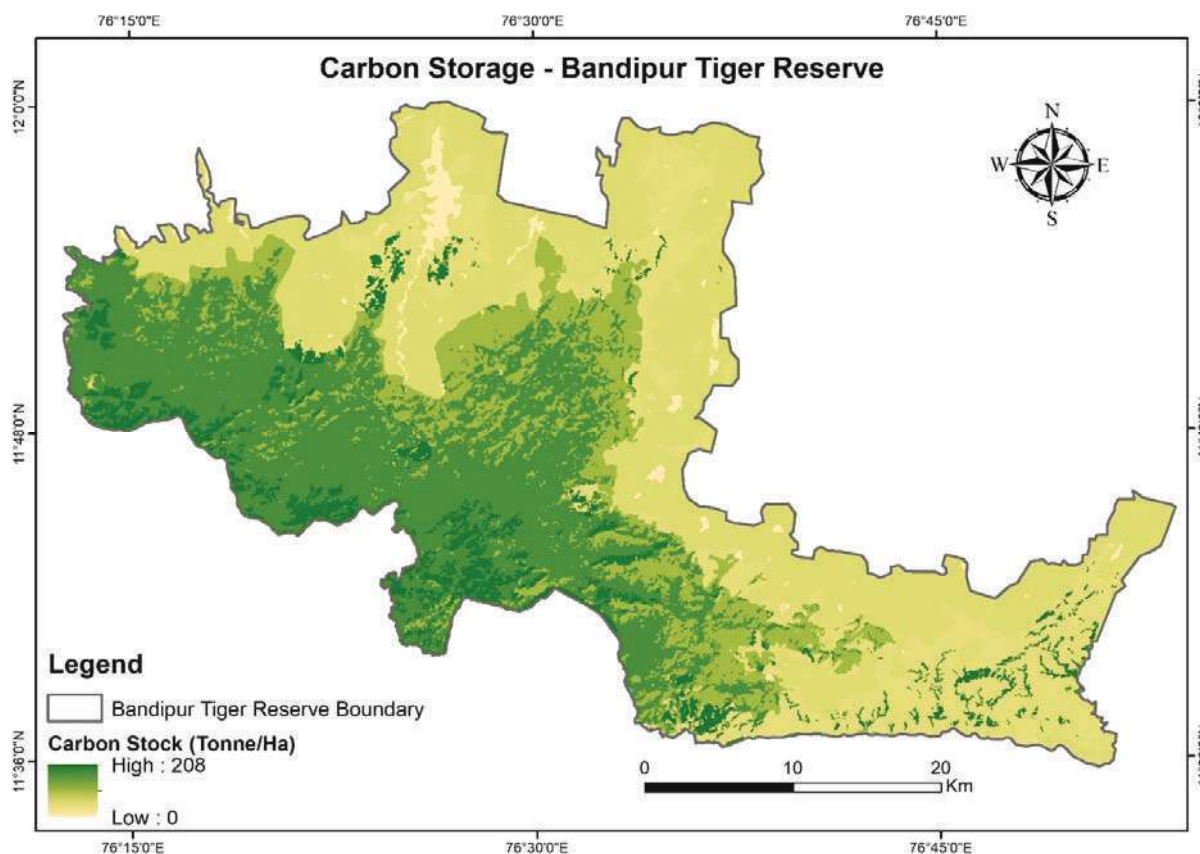 76°15'0"E 76°30'0"E 76°45'0"E
Carbon Storage - Bandipur Tiger Reserve
12°0'0"N
N
W E
S
11°48'0"N
Legend
Bandipur Tiger Reserve Boundary
Carbon Stock (Tonne/Ha)
High : 208
Low : 0
11°36'0"N
0 10 20
Km
76°15'0"E 76°30'0"E 76°45'0"E